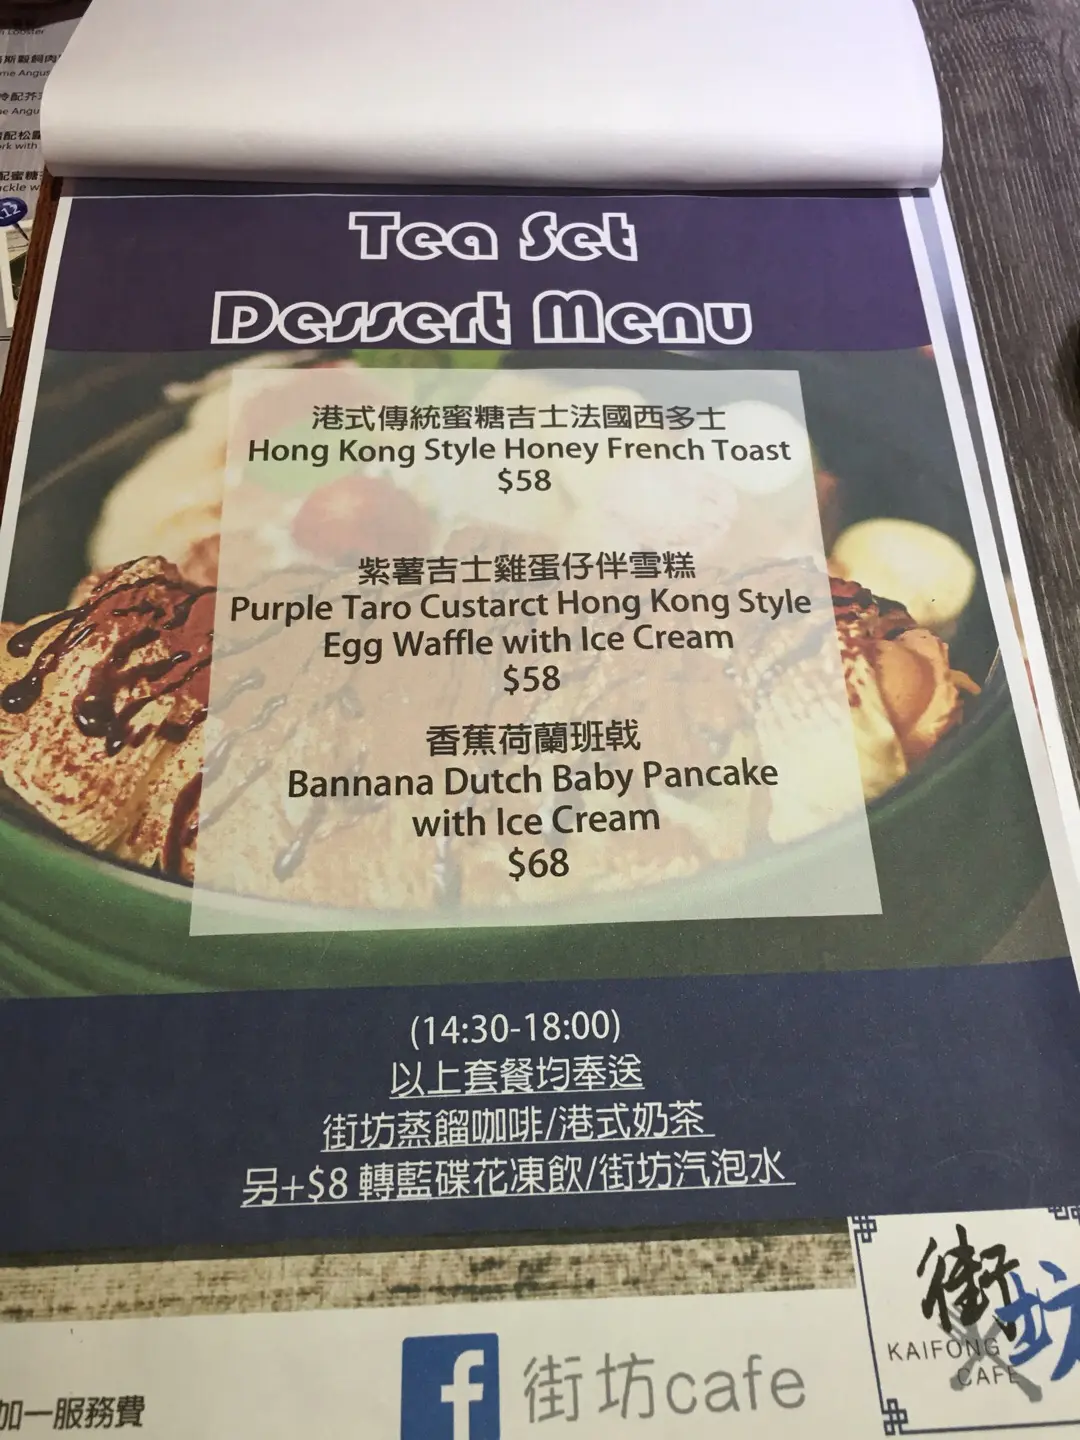 Tea Set
Dessert Menu
港式傳統蜜糖吉士法國西多士
Hong Kong Style Honey French Toast
$58
紫薯吉士雞蛋仔伴雪糕
Purple Taro Custarct Hong Kong Style
Egg Waffle with Ice Cream
$58
香蕉荷蘭班戟
Bannana Dutch Baby Pancake
with Ice Cream
$68
(14:30-18:00)
以上套餐均奉送
街坊蒸餾咖啡/港式奶茶
另+$8 轉藍碟花凍飲/街坊汽泡水
街坊
KAIFONG
CAFE
f 街坊cafe
加一服務費